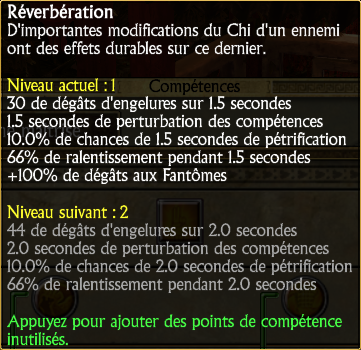 Réverbération
D'importantes modifications du Chi d'un ennemi
ont des effets durables sur ce dernier.
Niveau actuel : 1
Compétences
30 de dégâts d'engelures sur 1.5 secondes
1.5 secondes de perturbation des compétences
10.0% de chances de 1.5 secondes de pétrification
66% de ralentissement pendant 1.5 secondes
+100% de dégâts aux Fantômes
Niveau suivant : 2
44 de dégâts d'engelures sur 2.0 secondes
2.0 secondes de perturbation des compétences
10.0% de chances de 2.0 secondes de pétrification
66% de ralentissement pendant 2.0 secondes
Appuyez pour ajouter des points de compétence
inutilisés.